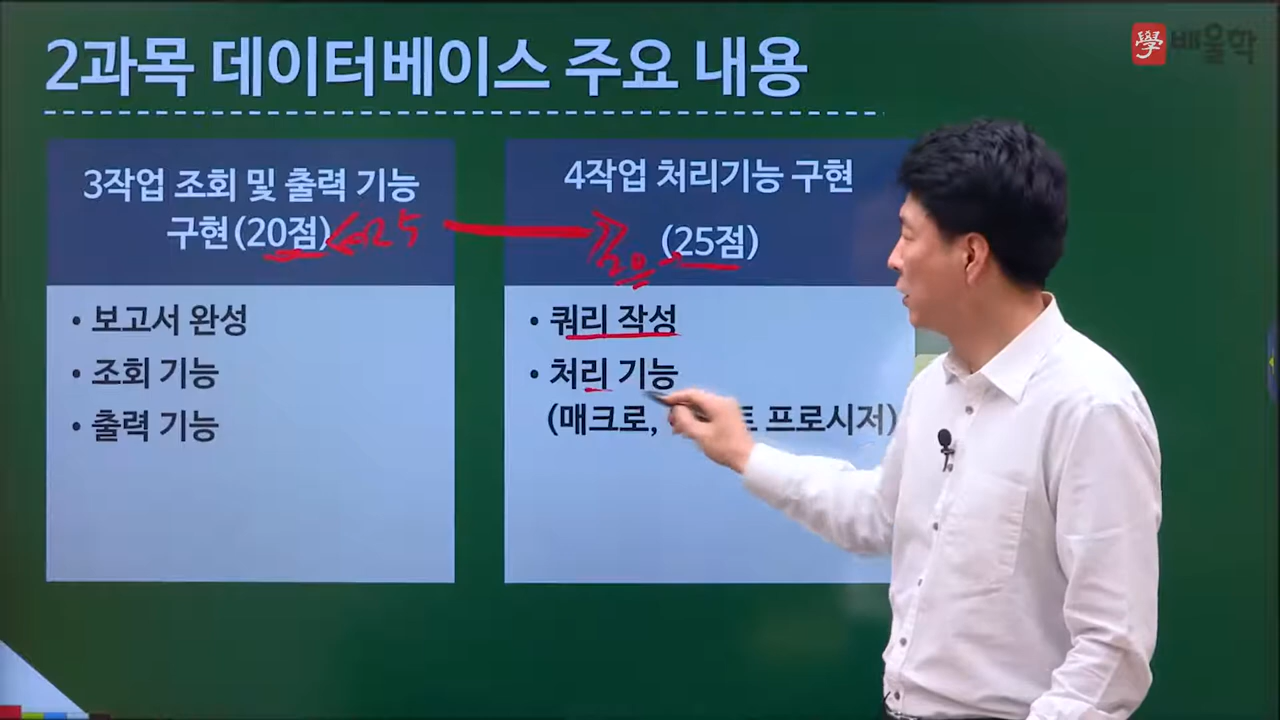 2과목 데이터베이스 주요 내용
學 배울학
3작업 조회 및 출력 기능
구현(20점)
25
• 보고서 완성
• 조회 기능
• 출력 기능
4작업 처리기능 구현
(25점)
• 쿼리 작성
• 처리 기능
(매크로, 프로시저)